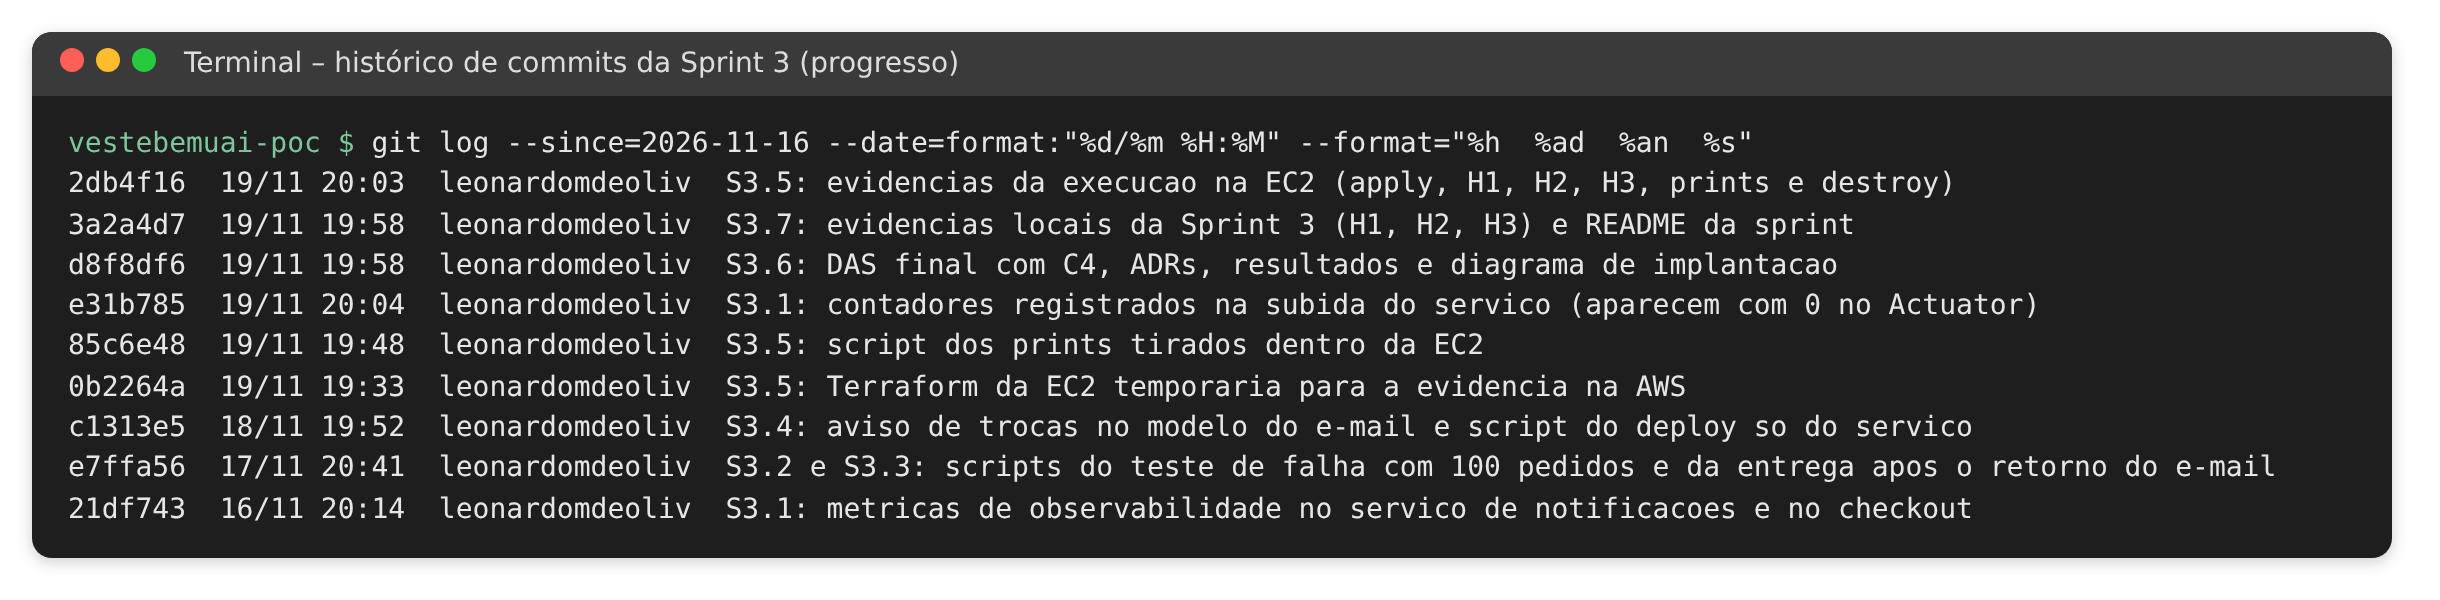 Terminal – histórico de commits da Sprint 3 (progresso)
vestebemuai-poc $ git log --since=2026-11-16 --date=format:"%d/%m %H:%M" --format="%h  %ad  %an  %s"
2db4f16  19/11 20:03  leonardomdeoliv  S3.5: evidencias da execucao na EC2 (apply, H1, H2, H3, prints e destroy)
3a2a4d7  19/11 19:58  leonardomdeoliv  S3.7: evidencias locais da Sprint 3 (H1, H2, H3) e README da sprint
d8f8df6  19/11 19:58  leonardomdeoliv  S3.6: DAS final com C4, ADRs, resultados e diagrama de implantacao
e31b785  19/11 20:04  leonardomdeoliv  S3.1: contadores registrados na subida do servico (aparecem com 0 no Actuator)
85c6e48  19/11 19:48  leonardomdeoliv  S3.5: script dos prints tirados dentro da EC2
0b2264a  19/11 19:33  leonardomdeoliv  S3.5: Terraform da EC2 temporaria para a evidencia na AWS
c1313e5  18/11 19:52  leonardomdeoliv  S3.4: aviso de trocas no modelo do e-mail e script do deploy so do servico
e7ffa56  17/11 20:41  leonardomdeoliv  S3.2 e S3.3: scripts do teste de falha com 100 pedidos e da entrega apos o retorno do e-mail
21df743  16/11 20:14  leonardomdeoliv  S3.1: metricas de observabilidade no servico de notificacoes e no checkout